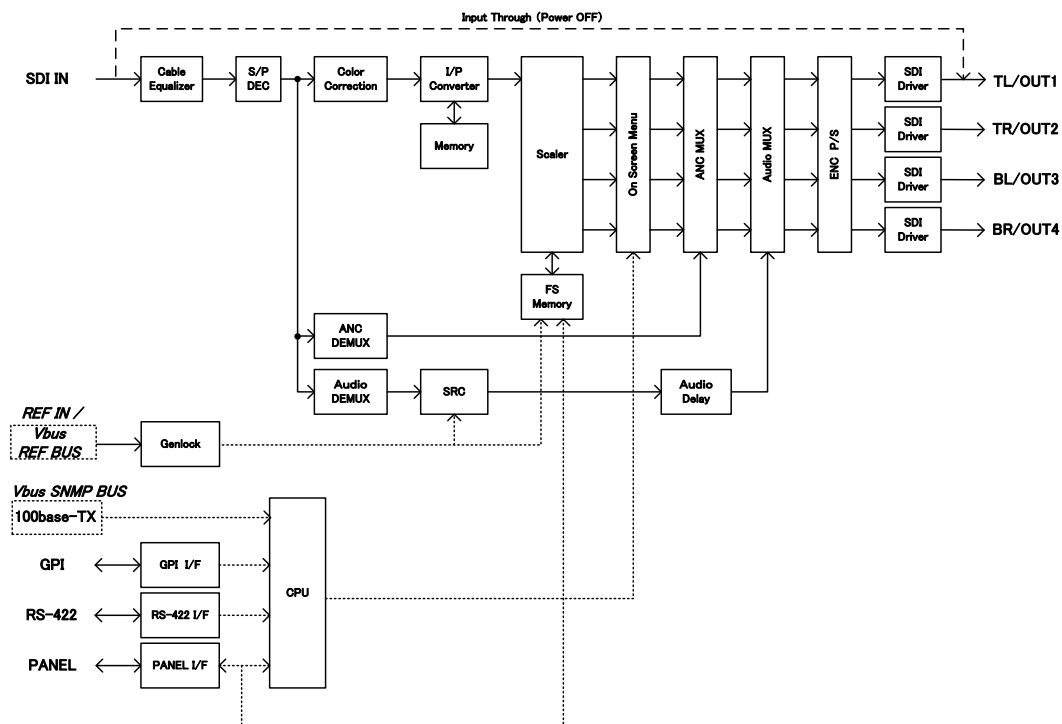 Input Through (Power OFF)
SDI IN
Cable
Equalizer
S/P
DEC
Color
Correction
I/P
Converter
Memory
Scaler
On Screen Menu
ANC MUX
Audio MUX
ENC P/S
SDI
Driver
TL/OUT1
SDI
Driver
TR/OUT2
SDI
Driver
BL/OUT3
SDI
Driver
BR/OUT4
FS
Memory
ANC
DEMUX
Audio
DEMUX
SRC
Audio
Delay
REF IN /
Vbus
REF BUS
Genlock
Vbus SNMP BUS
100base-TX
GPI
GPI I/F
CPU
RS-422
RS-422 I/F
PANEL
PANEL I/F